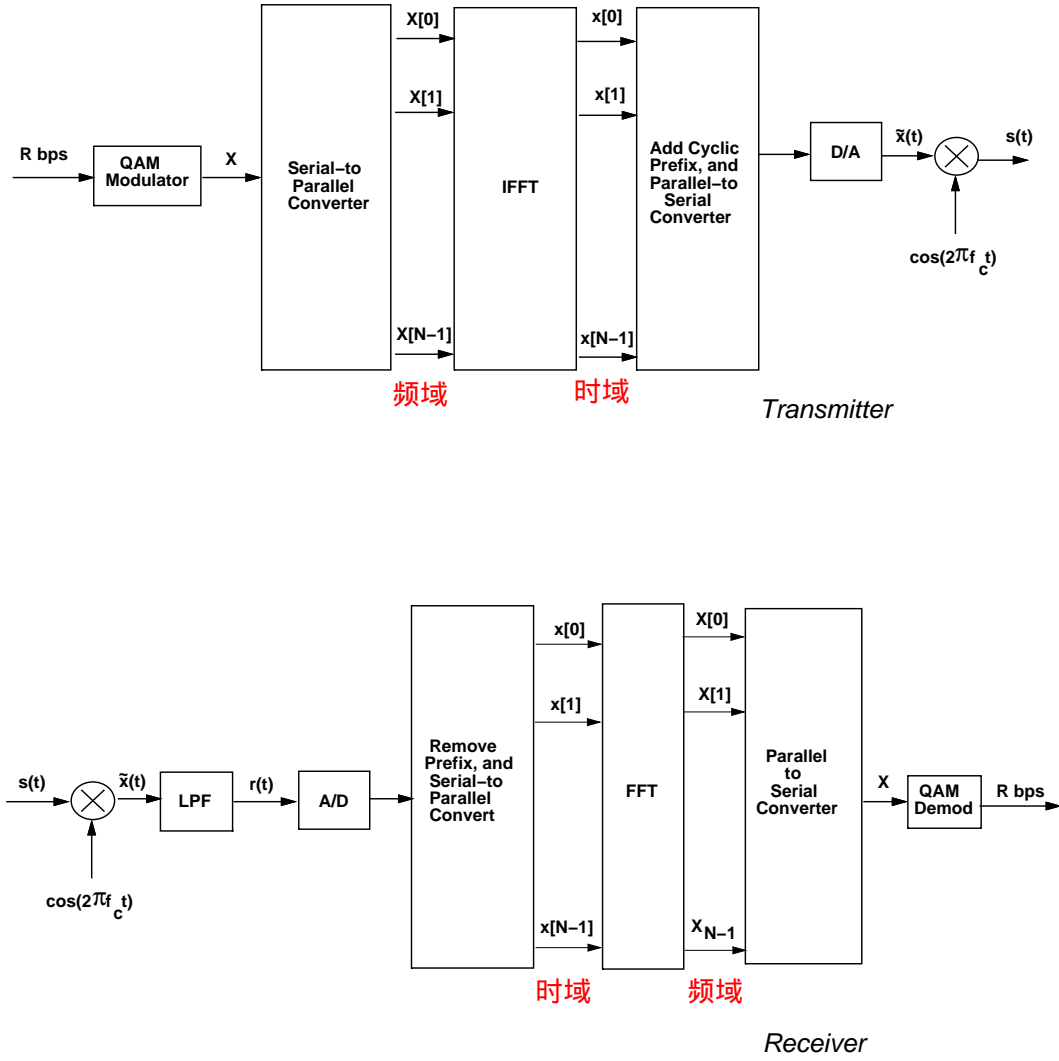 X[0]
x[0]
X[1]
x[1]
R bps
QAM
Modulator
X
Serial–to
Parallel
Converter
IFFT
Add Cyclic
Prefix, and
Parallel–to
Serial
Converter
D/A
x̃(t)
s(t)
cos(2πf_c t)
X[N–1]
x[N–1]
频域
时域
Transmitter
x[0]
X[0]
x[1]
X[1]
s(t)
x̃(t)
LPF
r(t)
A/D
Remove
Prefix, and
Serial–to
Parallel
Convert
FFT
Parallel
to
Serial
Converter
X
QAM
Demod
R bps
cos(2πf_c t)
x[N–1]
X_N–1
时域
频域
Receiver